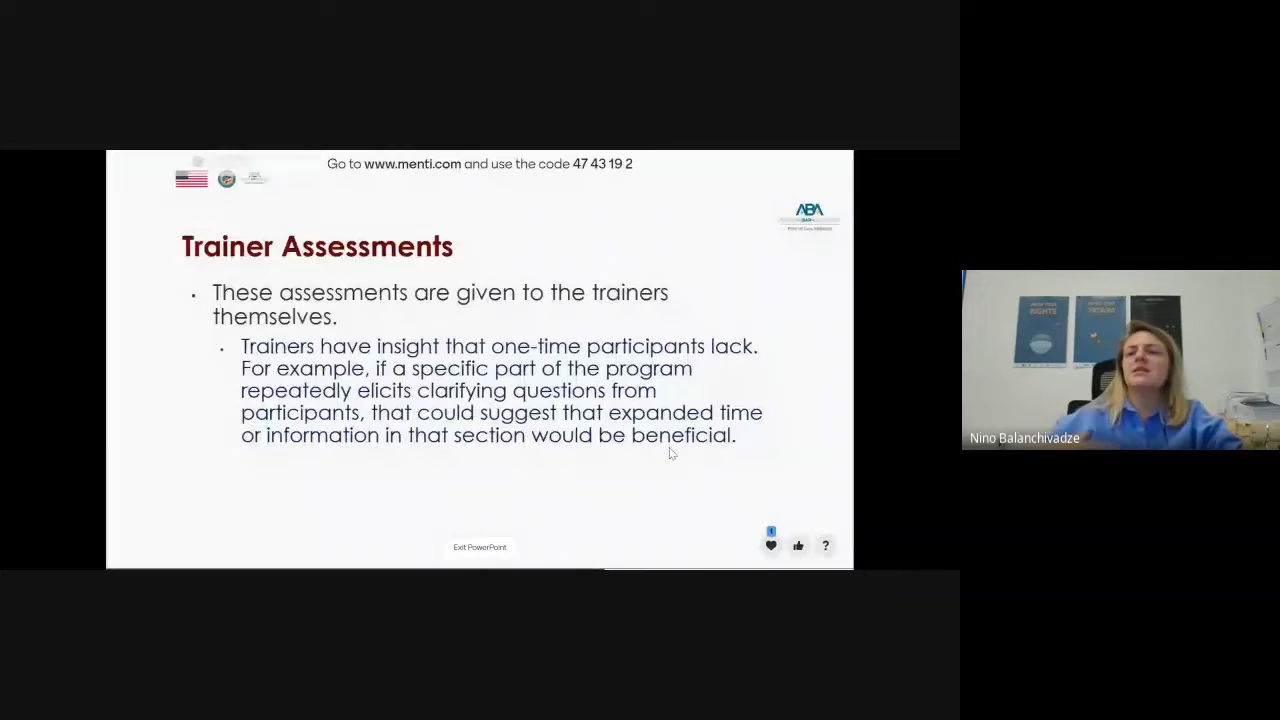 Go to www.menti.com and use the code 47 43 19 2
ABA
Trainer Assessments
These assessments are given to the trainers
themselves.
Trainers have insight that one-time participants lack.
For example, if a specific part of the program
repeatedly elicits clarifying questions from
participants, that could suggest that expanded time
or information in that section would be beneficial.
1
?
Exit PowerPoint
RIGHTS
Nino Balanchivadze